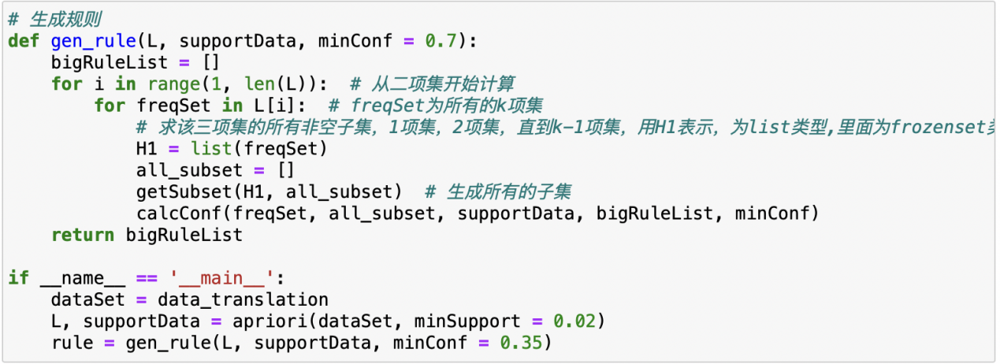 # 生成规则
def gen_rule(L, supportData, minConf = 0.7):
    bigRuleList = []
    for i in range(1, len(L)):  # 从二项集开始计算
        for freqSet in L[i]:  # freqSet为所有的k项集
            # 求该三项集的所有非空子集，1项集，2项集，直到k-1项集，用H1表示，为list类型,里面为frozenset
            H1 = list(freqSet)
            all_subset = []
            getSubset(H1, all_subset)  # 生成所有的子集
            calcConf(freqSet, all_subset, supportData, bigRuleList, minConf)
    return bigRuleList

if __name__ == '__main__':
    dataSet = data_translation
    L, supportData = apriori(dataSet, minSupport = 0.02)
    rule = gen_rule(L, supportData, minConf = 0.35)